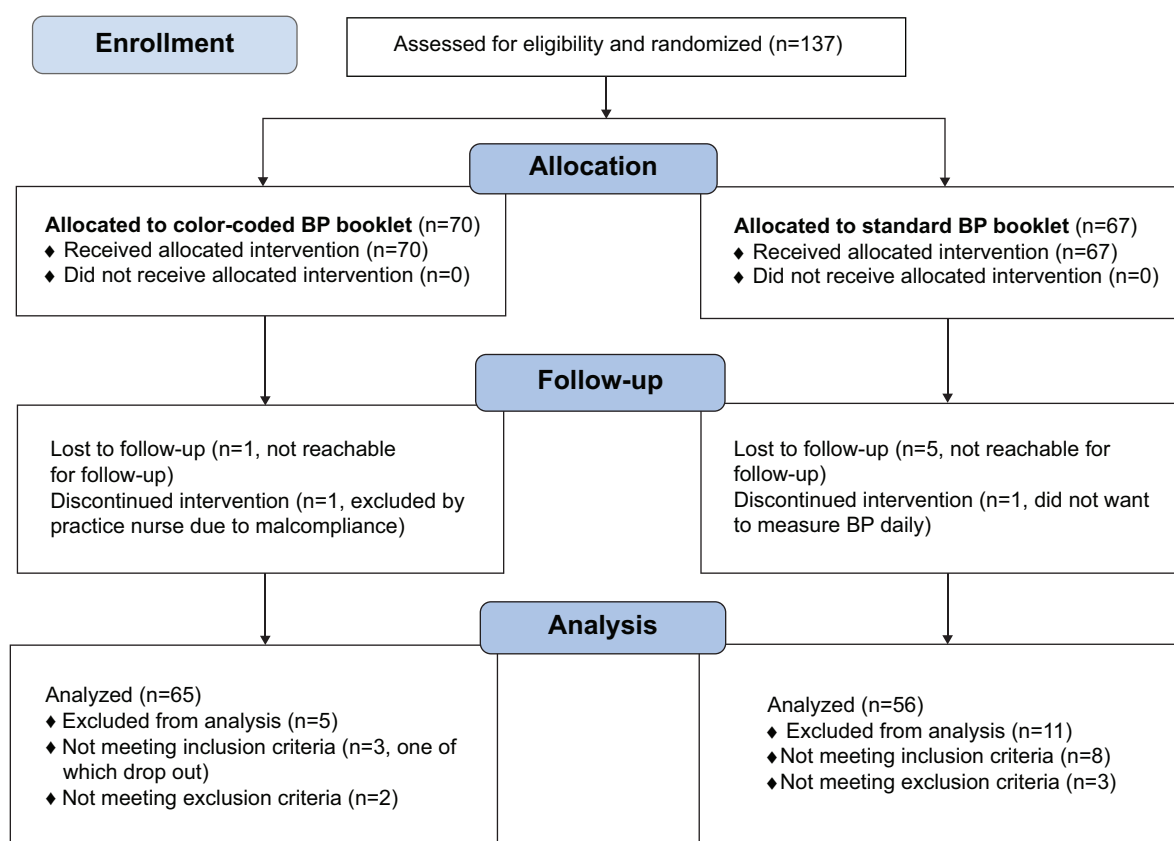 Enrollment
Assessed for eligibility and randomized (n=137)
Allocation
Allocated to color-coded BP booklet (n=70)
♦ Received allocated intervention (n=70)
♦ Did not receive allocated intervention (n=0)
Allocated to standard BP booklet (n=67)
♦ Received allocated intervention (n=67)
♦ Did not receive allocated intervention (n=0)
Follow-up
Lost to follow-up (n=1, not reachable
for follow-up)
Discontinued intervention (n=1, excluded by
practice nurse due to malcompliance)
Lost to follow-up (n=5, not reachable for
follow-up)
Discontinued intervention (n=1, did not want
to measure BP daily)
Analysis
Analyzed (n=65)
♦ Excluded from analysis (n=5)
♦ Not meeting inclusion criteria (n=3, one of
which drop out)
♦ Not meeting exclusion criteria (n=2)
Analyzed (n=56)
♦ Excluded from analysis (n=11)
♦Not meeting inclusion criteria (n=8)
♦Not meeting exclusion criteria (n=3)